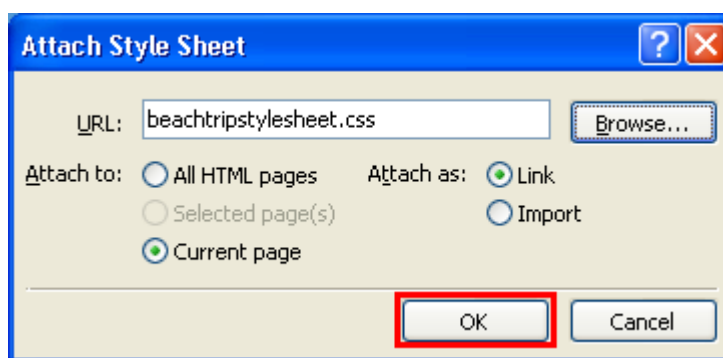 Attach Style Sheet ?
URL: beachtripstylesheet.css Browse...
Attach to: All HTML pages Attach as: Link
Selected page(s) Import
Current page
OK Cancel